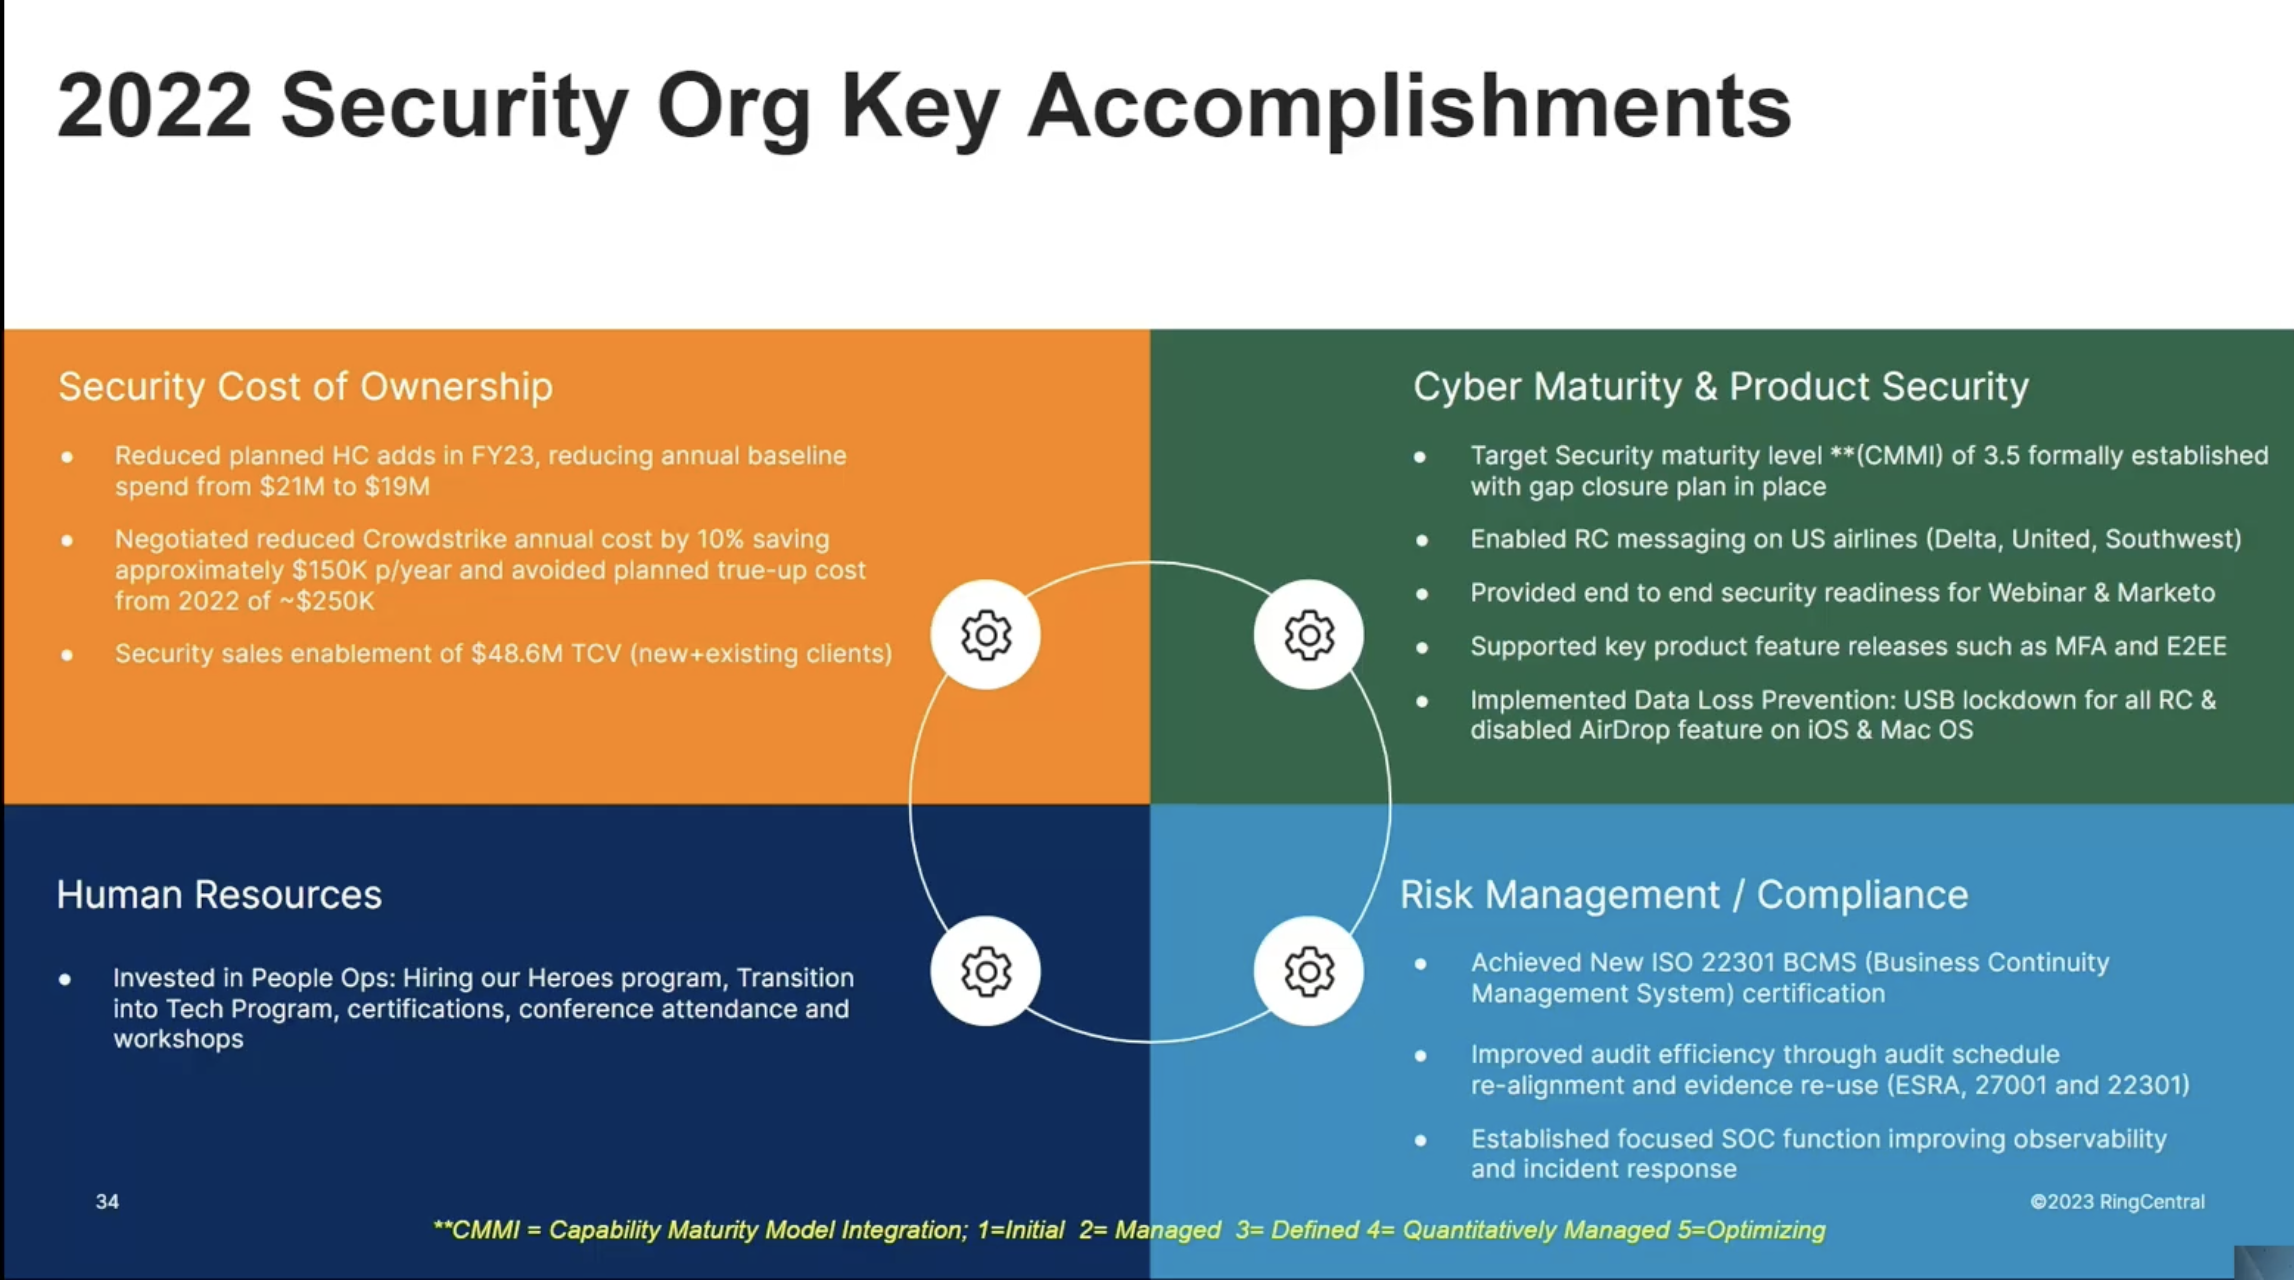 2022 Security Org Key Accomplishments
Security Cost of Ownership
● Reduced planned HC adds in FY23, reducing annual baseline
spend from $21M to $19M
● Negotiated reduced Crowdstrike annual cost by 10% saving
approximately $150K p/year and avoided planned true-up cost
from 2022 of ~$250K
● Security sales enablement of $48.6M TCV (new+existing clients)
Cyber Maturity & Product Security
● Target Security maturity level **(CMMI) of 3.5 formally established
with gap closure plan in place
● Enabled RC messaging on US airlines (Delta, United, Southwest)
● Provided end to end security readiness for Webinar & Marketo
● Supported key product feature releases such as MFA and E2EE
● Implemented Data Loss Prevention: USB lockdown for all RC &
disabled AirDrop feature on iOS & Mac OS
Human Resources
● Invested in People Ops: Hiring our Heroes program, Transition
into Tech Program, certifications, conference attendance and
workshops
Risk Management / Compliance
● Achieved New ISO 22301 BCMS (Business Continuity
Management System) certification
● Improved audit efficiency through audit schedule
re-alignment and evidence re-use (ESRA, 27001 and 22301)
● Established focused SOC function improving observability
and incident response
34
©2023 RingCentral
**CMMI = Capability Maturity Model Integration; 1=Initial 2= Managed 3= Defined 4= Quantitatively Managed 5=Optimizing